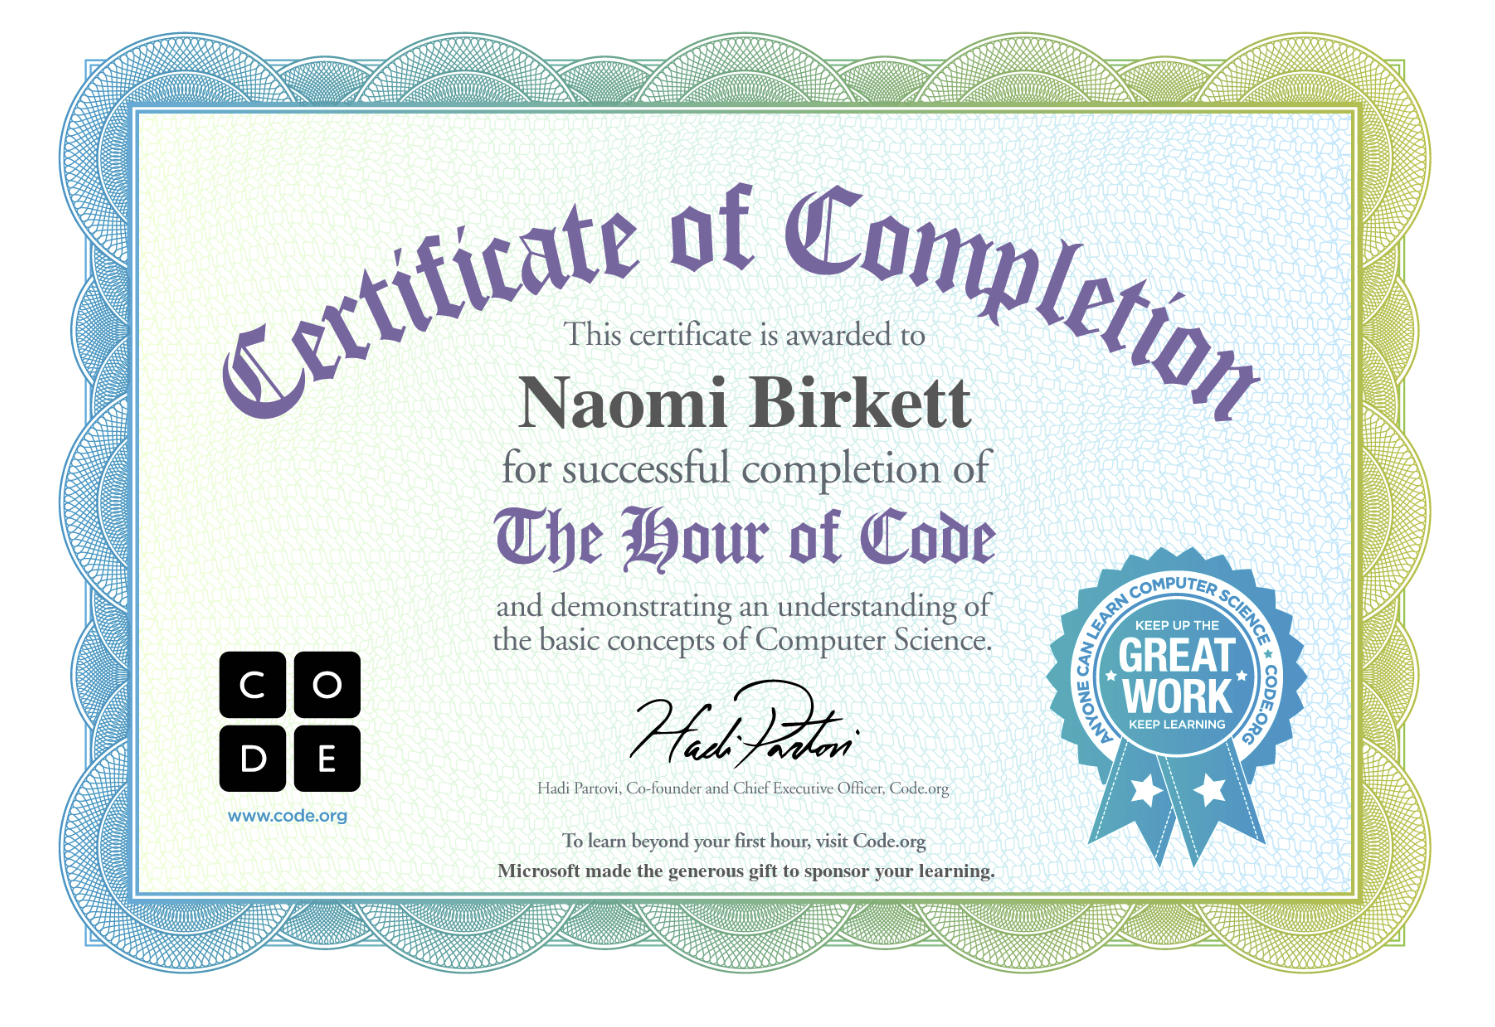 Certificate of Completion
This certificate is awarded to
Naomi Birkett
for successful completion of
The Hour of Code
and demonstrating an understanding of
the basic concepts of Computer Science.
C O
D E
www.code.org
Hadi Partovi
Hadi Partovi, Co-founder and Chief Executive Officer, Code.org
To learn beyond your first hour, visit Code.org
Microsoft made the generous gift to sponsor your learning.
ANYONE CAN LEARN COMPUTER SCIENCE ★ CODE.ORG
KEEP UP THE
GREAT
WORK
KEEP LEARNING